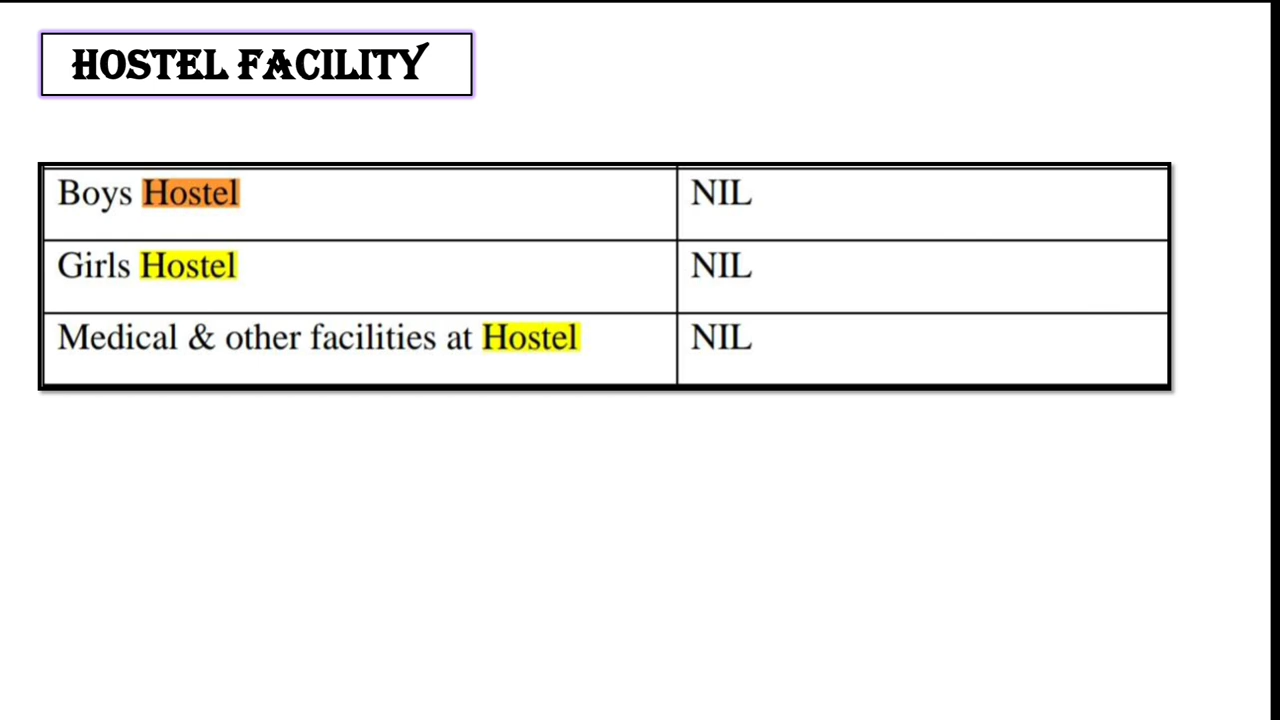 HOSTEL FACILITY
Boys Hostel NIL
Girls Hostel NIL
Medical & other facilities at Hostel NIL